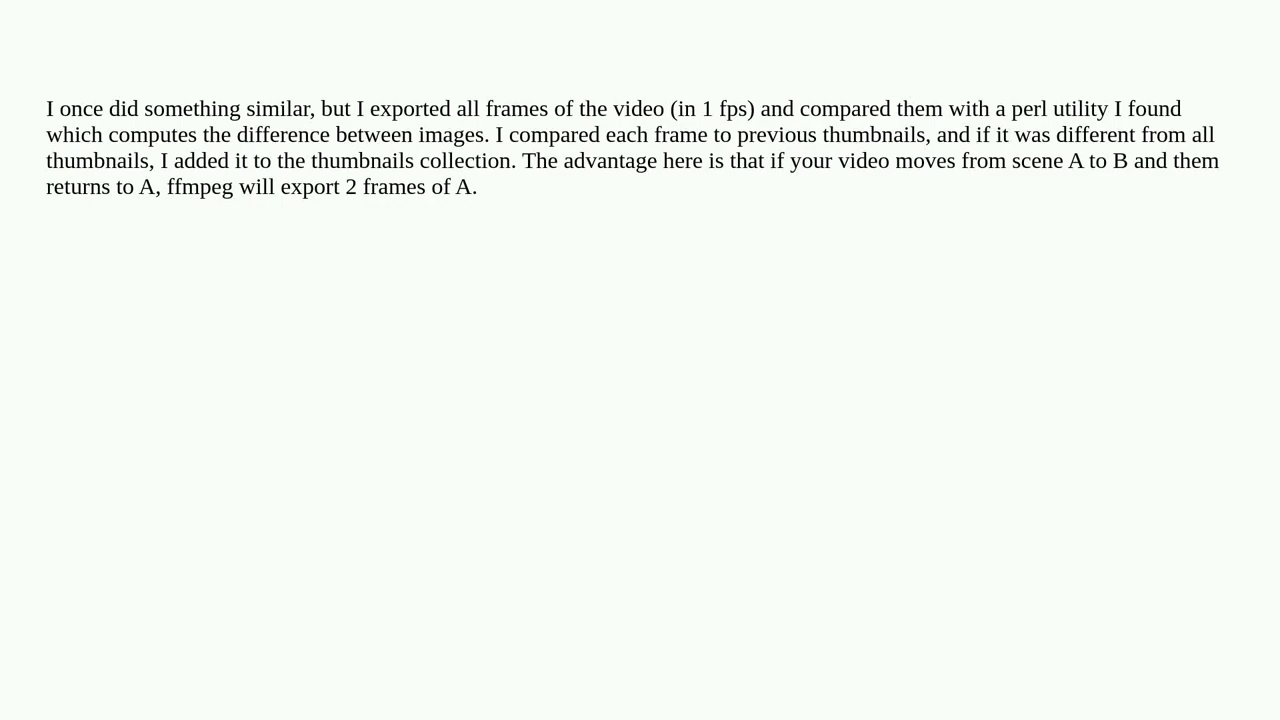 I once did something similar, but I exported all frames of the video (in 1 fps) and compared them with a perl utility I found
which computes the difference between images. I compared each frame to previous thumbnails, and if it was different from all
thumbnails, I added it to the thumbnails collection. The advantage here is that if your video moves from scene A to B and them
returns to A, ffmpeg will export 2 frames of A.